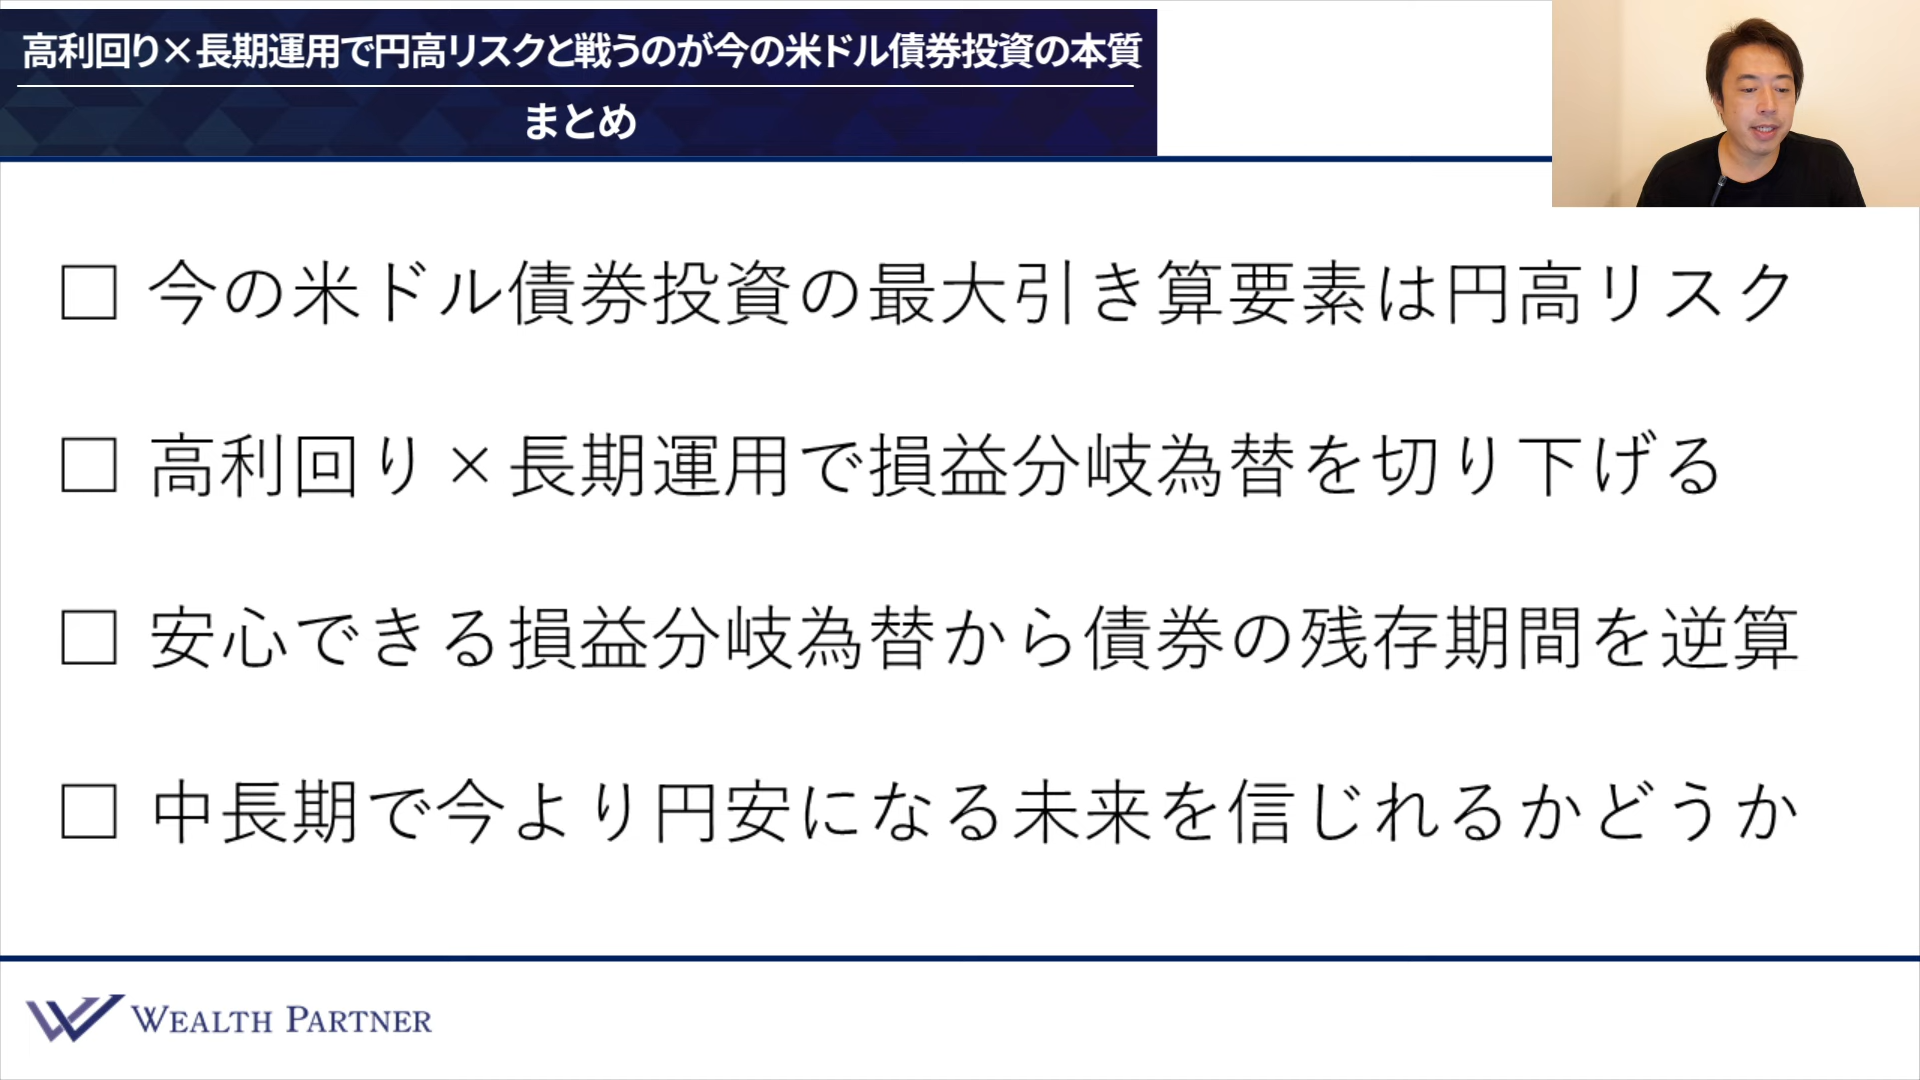 高利回り×長期運用で円高リスクと戦うのが今の米ドル債券投資の本質
まとめ
□ 今の米ドル債券投資の最大引き算要素は円高リスク
□ 高利回り×長期運用で損益分岐為替を切り下げる
□ 安心できる損益分岐為替から債券の残存期間を逆算
□ 中長期で今より円安になる未来を信じれるかどうか
WEALTH PARTNER